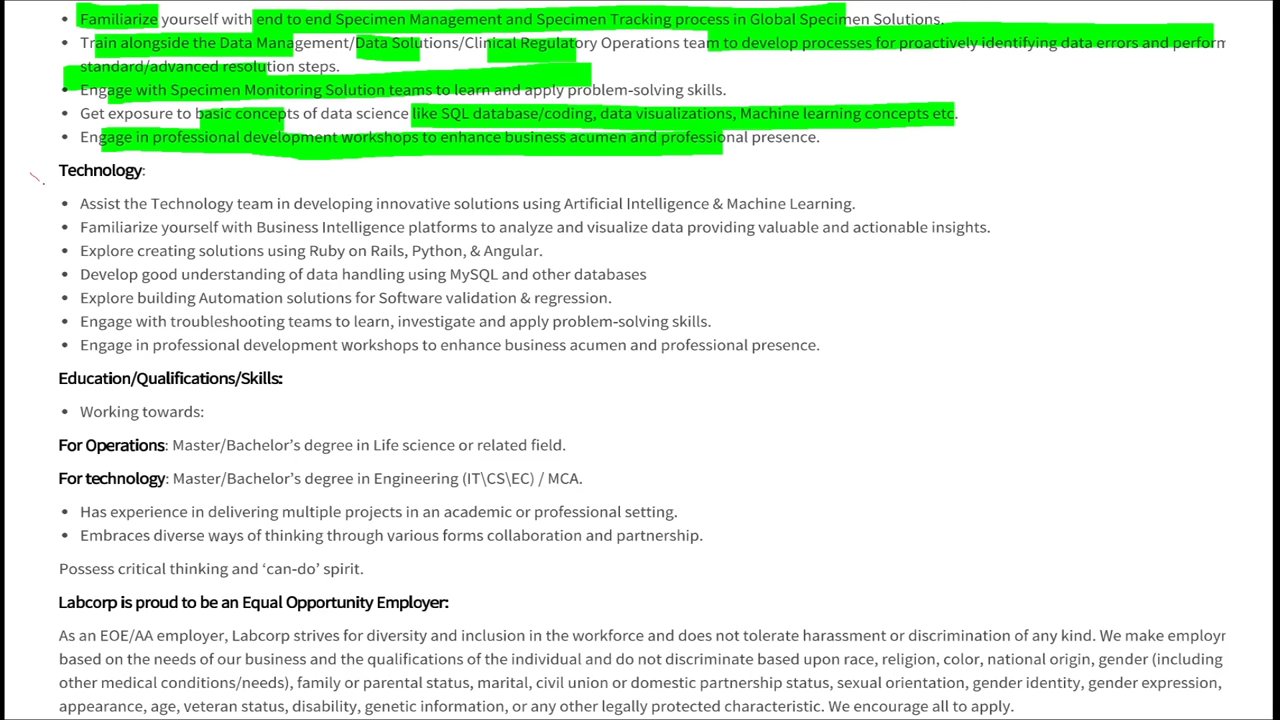 • Familiarize yourself with end to end Specimen Management and Specimen Tracking process in Global Specimen Solutions.
• Train alongside the Data Management/Data Solutions/Clinical Regulatory Operations team to develop processes for proactively identifying data errors and perform
standard/advanced resolution steps.
• Engage with Specimen Monitoring Solution teams to learn and apply problem-solving skills.
• Get exposure to basic concepts of data science like SQL database/coding, data visualizations, Machine learning concepts etc.
• Engage in professional development workshops to enhance business acumen and professional presence.
Technology:
• Assist the Technology team in developing innovative solutions using Artificial Intelligence & Machine Learning.
• Familiarize yourself with Business Intelligence platforms to analyze and visualize data providing valuable and actionable insights.
• Explore creating solutions using Ruby on Rails, Python, & Angular.
• Develop good understanding of data handling using MySQL and other databases
• Explore building Automation solutions for Software validation & regression.
• Engage with troubleshooting teams to learn, investigate and apply problem-solving skills.
• Engage in professional development workshops to enhance business acumen and professional presence.
Education/Qualifications/Skills:
• Working towards:
For Operations: Master/Bachelor's degree in Life science or related field.
For technology: Master/Bachelor's degree in Engineering (IT\CS\EC) / MCA.
• Has experience in delivering multiple projects in an academic or professional setting.
• Embraces diverse ways of thinking through various forms collaboration and partnership.
Possess critical thinking and ‘can-do’ spirit.
Labcorp is proud to be an Equal Opportunity Employer:
As an EOE/AA employer, Labcorp strives for diversity and inclusion in the workforce and does not tolerate harassment or discrimination of any kind. We make
based on the needs of our business and the qualifications of the individual and do not discriminate based upon race, religion, color, national origin, gender (including
other medical conditions/needs), family or parental status, marital, civil union or domestic partnership status, sexual orientation, gender identity, gender expression,
appearance, age, veteran status, disability, genetic information, or any other legally protected characteristic. We encourage all to apply.